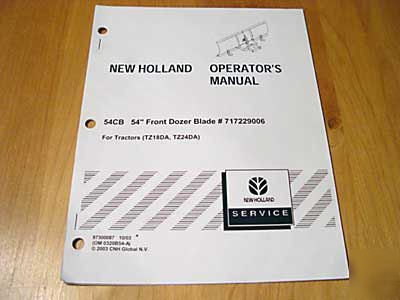 NEW HOLLAND OPERATOR'S
MANUAL
54CB 54" Front Dozer Blade # 717229006
For Tractors (TZ18DA, TZ24DA)
NEW HOLLAND
SERVICE
87300087 10/03
(OM 0320B54-A)
© 2003 CNH Global N.V.